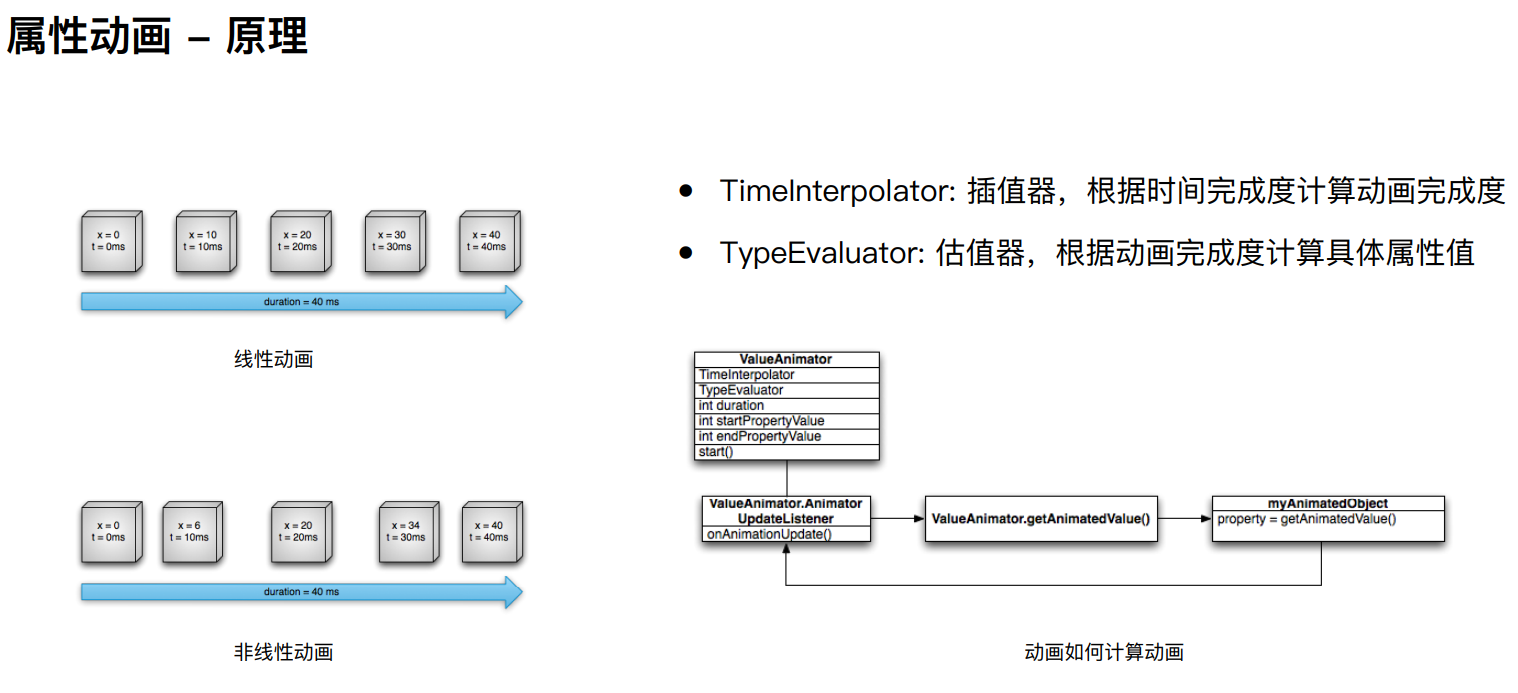 属性动画 – 原理
x = 0
t = 0ms
x = 10
t = 10ms
x = 20
t = 20ms
x = 30
t = 30ms
x = 40
t = 40ms
duration = 40 ms
线性动画
x = 0
t = 0ms
x = 6
t = 10ms
x = 20
t = 20ms
x = 34
t = 30ms
x = 40
t = 40ms
duration = 40 ms
非线性动画
● TimeInterpolator: 插值器，根据时间完成度计算动画完成度
● TypeEvaluator: 估值器，根据动画完成度计算具体属性值
ValueAnimator
TimeInterpolator
TypeEvaluator
int duration
int startPropertyValue
int endPropertyValue
start()
ValueAnimator.Animator
UpdateListener
onAnimationUpdate()
ValueAnimator.getAnimatedValue()
myAnimatedObject
property = getAnimatedValue()
动画如何计算动画